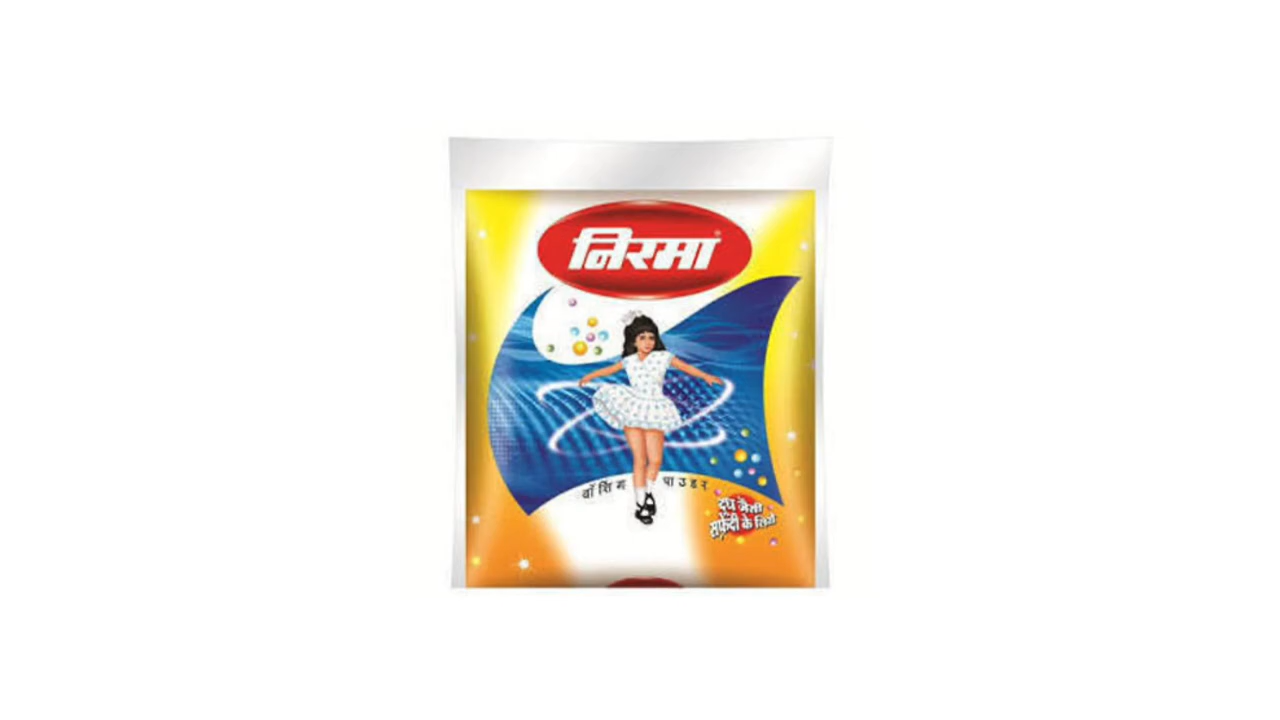 निरमा
वॉशिंग पाउडर
दूध जैसी
सफ़ेदी के लिये